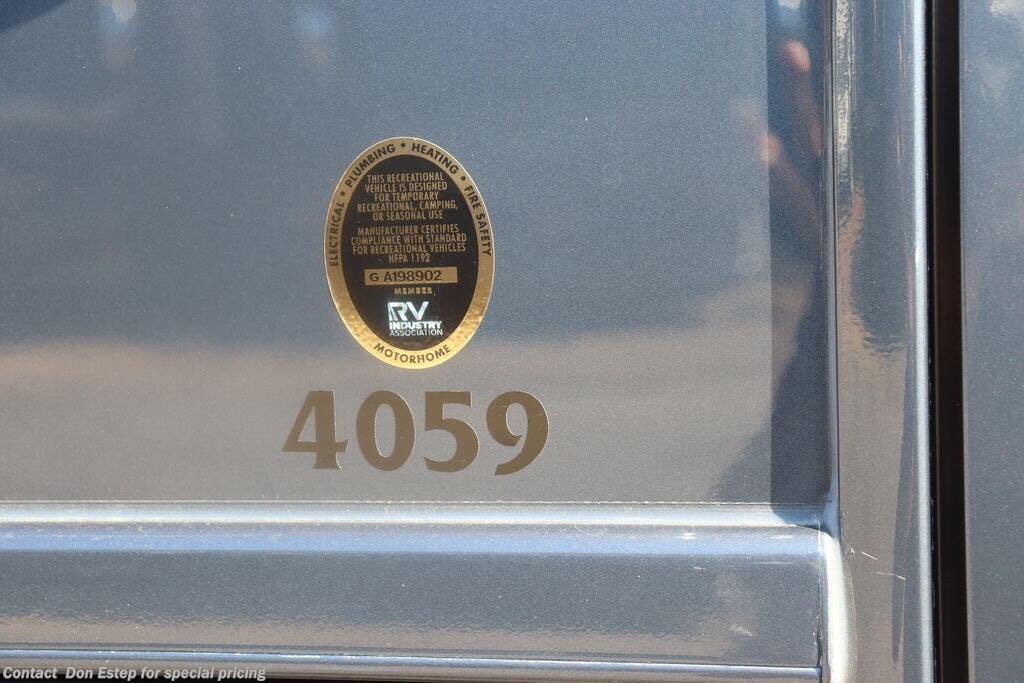 ELECTRICAL • PLUMBING • HEATING • FIRE SAFETY
THIS RECREATIONAL
VEHICLE IS DESIGNED
FOR TEMPORARY
RECREATIONAL, CAMPING,
OR SEASONAL USE
MANUFACTURER CERTIFIES
COMPLIANCE WITH STANDARD
FOR RECREATIONAL VEHICLES
NFPA 1192
G A198902
MEMBER
RV
INDUSTRY
ASSOCIATION
MOTORHOME
4059
Contact Don Estep for special pricing